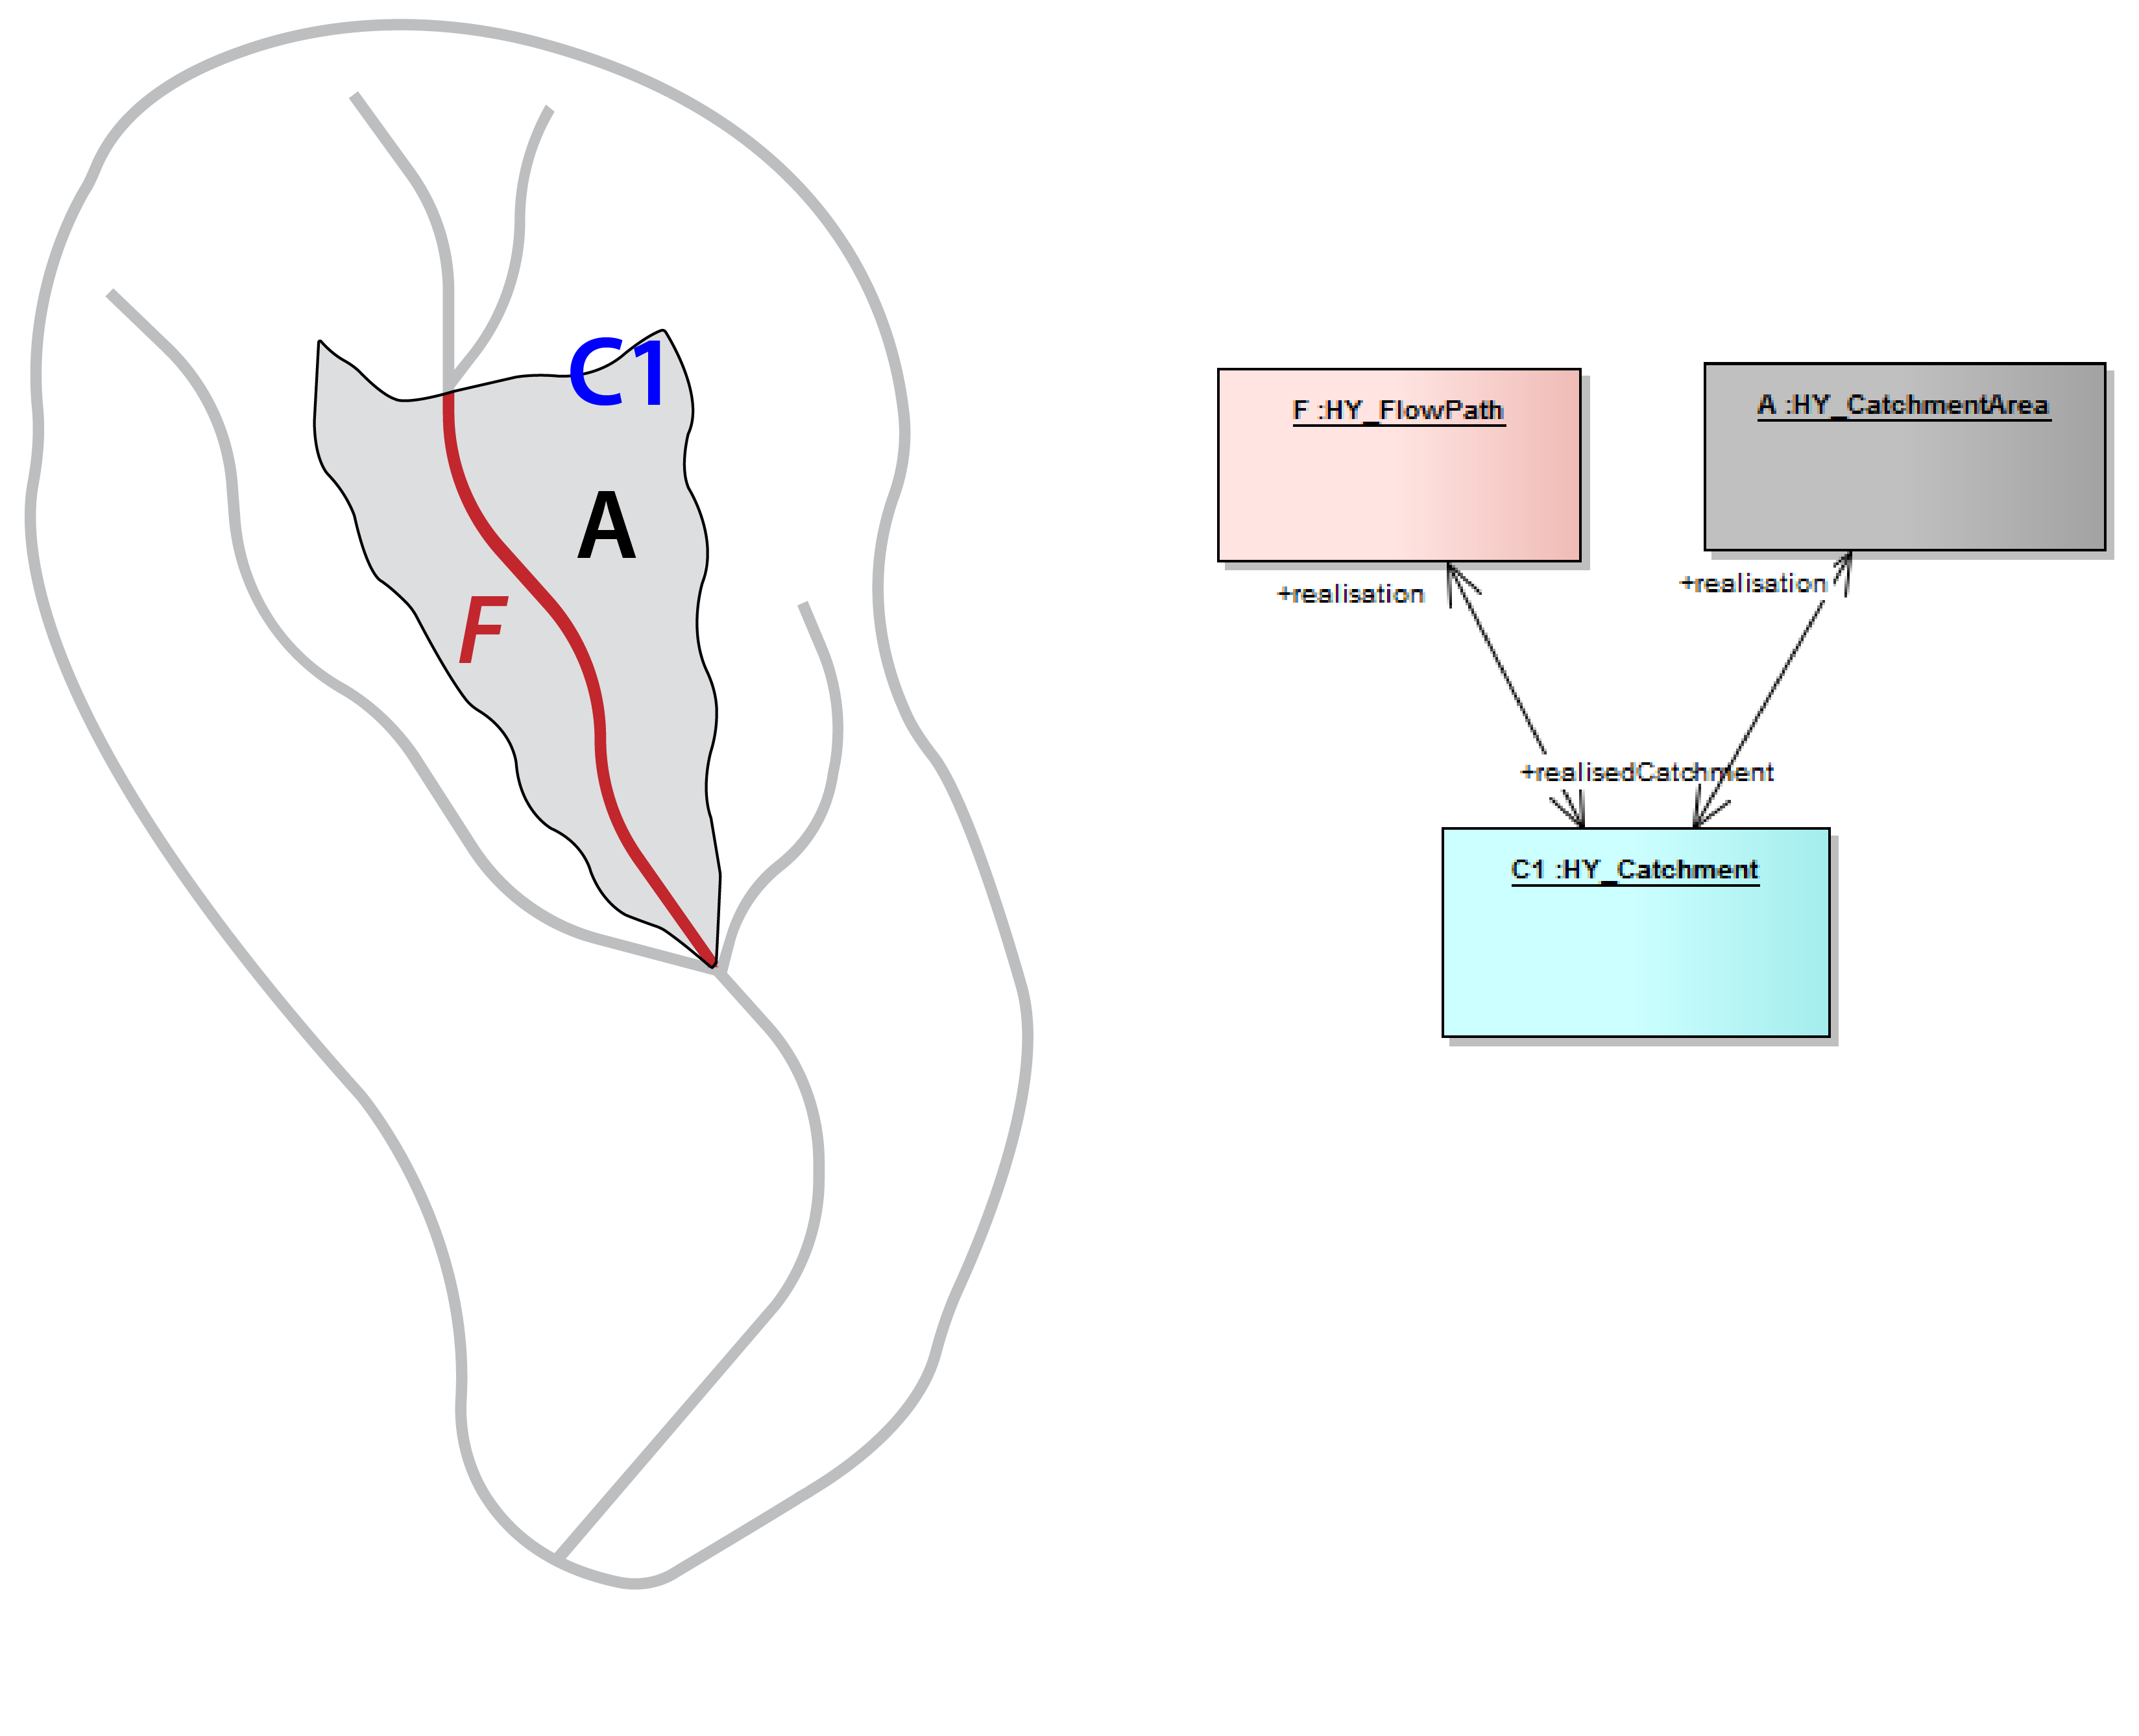 C1
A
F
F :HY_FlowPath
A :HY_CatchmentArea
+realisation
+realisation
+realisedCatchment
C1 :HY_Catchment